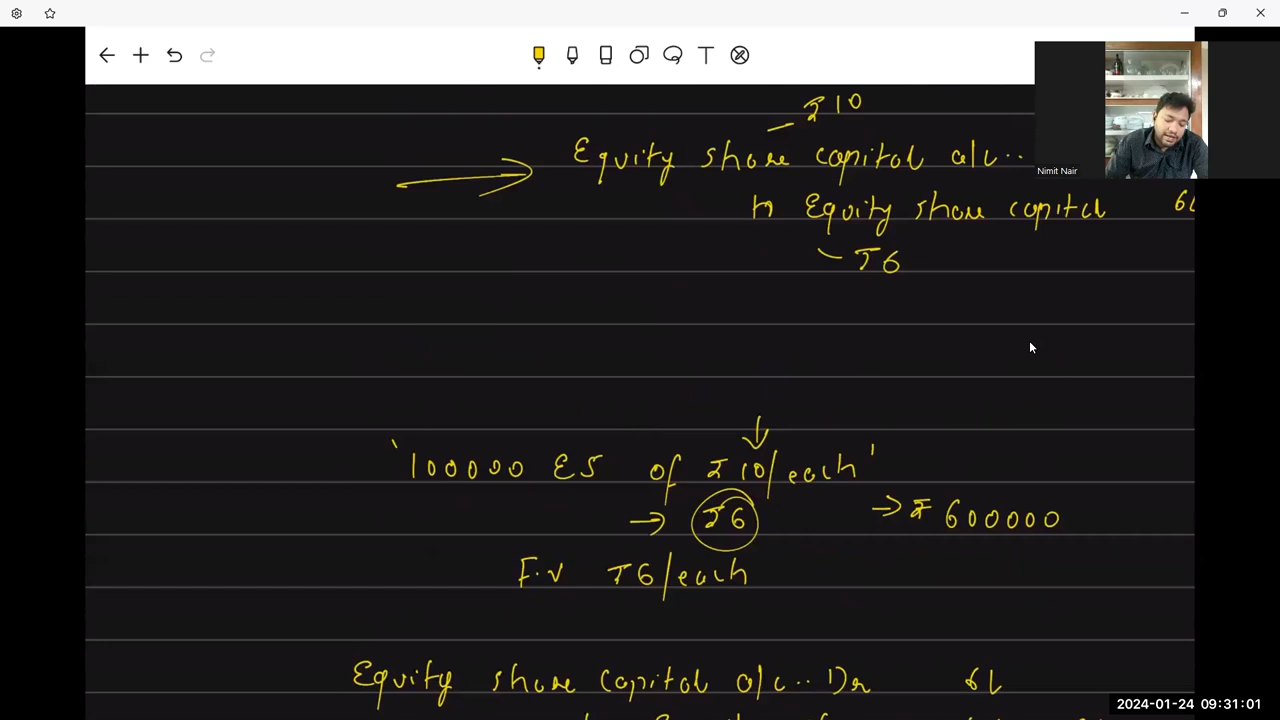 ₹10
Equity share capital a/c..
to Equity share capital 6L
- ₹6
Nimit Nair
'100000 ES of ₹10/each'
→ ₹6 → ₹600000
F.V ₹6/each
Equity share capital a/c.. Dr 6L
2024-01-24 09:31:01